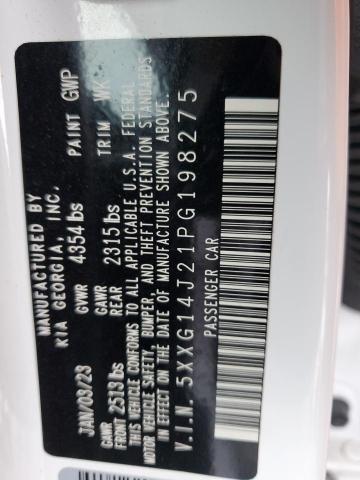 MANUFACTURED BY
KIA GEORGIA, INC.
JAN/03/23 GVWR 4354 lbs PAINT GWP
GAWR FRONT 2513 lbs GAWR REAR 2315 lbs TRIM WK
THIS VEHICLE CONFORMS TO ALL APPLICABLE U.S.A. FEDERAL
MOTOR VEHICLE SAFETY, BUMPER, AND THEFT PREVENTION STANDARDS
IN EFFECT ON THE DATE OF MANUFACTURE SHOWN ABOVE.
V.I.N. 5XXG14J21PG198275
PASSENGER CAR